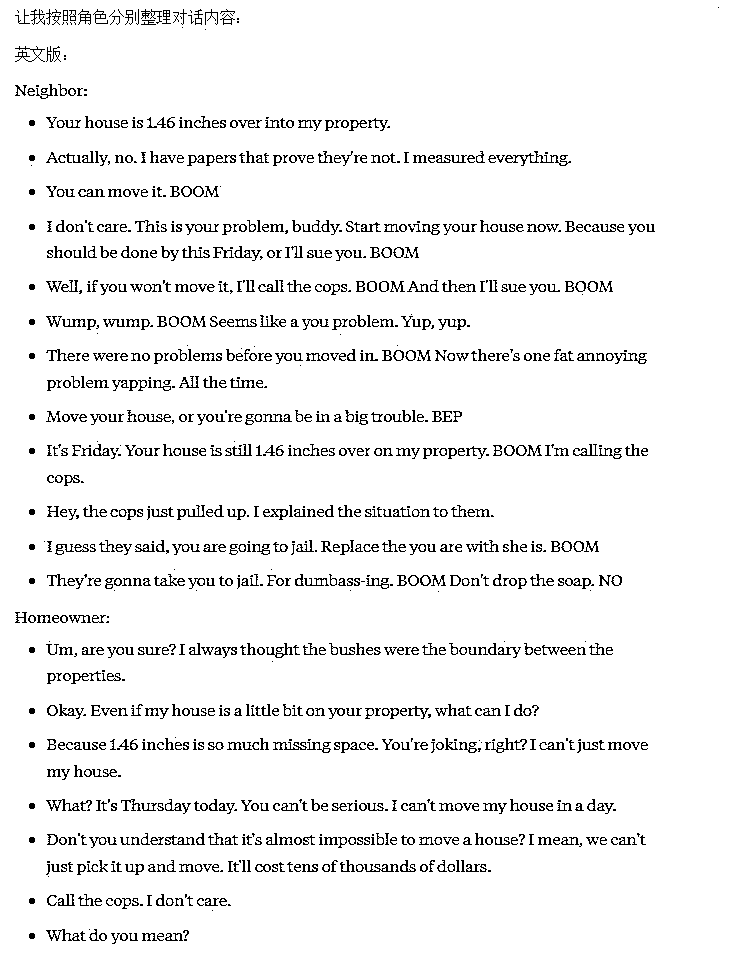 让我按照角色分别整理对话内容：
英文版：
Neighbor:
• Your house is 1.46 inches over into my property.
• Actually, no. I have papers that prove they're not. I measured everything.
• You can move it. BOOM
• I don't care. This is your problem, buddy. Start moving your house now. Because you
should be done by this Friday, or I'll sue you. BOOM
• Well, if you won't move it, I'll call the cops. BOOM And then I'll sue you. BOOM
• Wump, wump. BOOM Seems like a you problem. Yup, yup.
• There were no problems before you moved in. BOOM Now there's one fat annoying
problem yapping. All the time.
• Move your house, or you're gonna be in a big trouble. BEP
• It's Friday. Your house is still 1.46 inches over on my property. BOOM I'm calling the
cops.
• Hey, the cops just pulled up. I explained the situation to them.
• I guess they said, you are going to jail. Replace the you are with she is. BOOM
• They're gonna take you to jail. For dumbass-ing. BOOM Don't drop the soap. NO
Homeowner:
• Um, are you sure? I always thought the bushes were the boundary between the
properties.
• Okay. Even if my house is a little bit on your property, what can I do?
• Because 1.46 inches is so much missing space. You're joking, right? I can't just move
my house.
• What? It's Thursday today. You can't be serious. I can't move my house in a day.
• Don't you understand that it's almost impossible to move a house? I mean, we can't
just pick it up and move. It'll cost tens of thousands of dollars.
• Call the cops. I don't care.
• What do you mean?